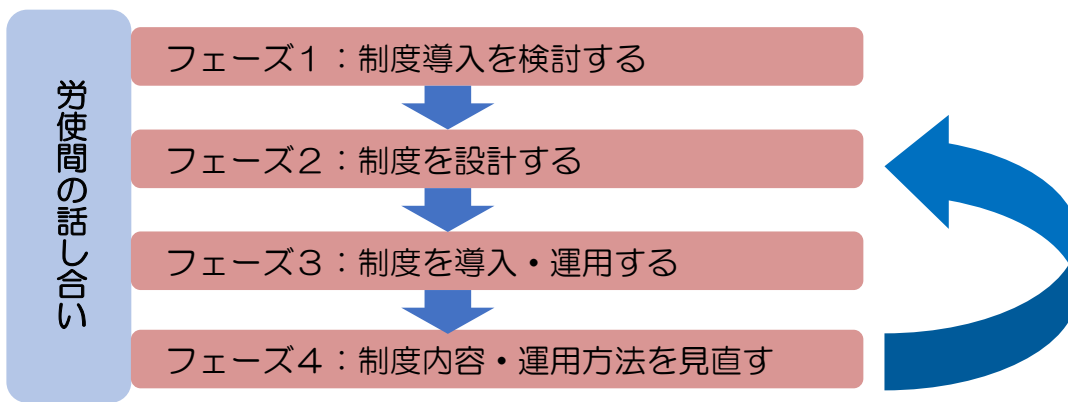 労使間の話し合い
フェーズ１：制度導入を検討する
フェーズ２：制度を設計する
フェーズ３：制度を導入・運用する
フェーズ４：制度内容・運用方法を見直す